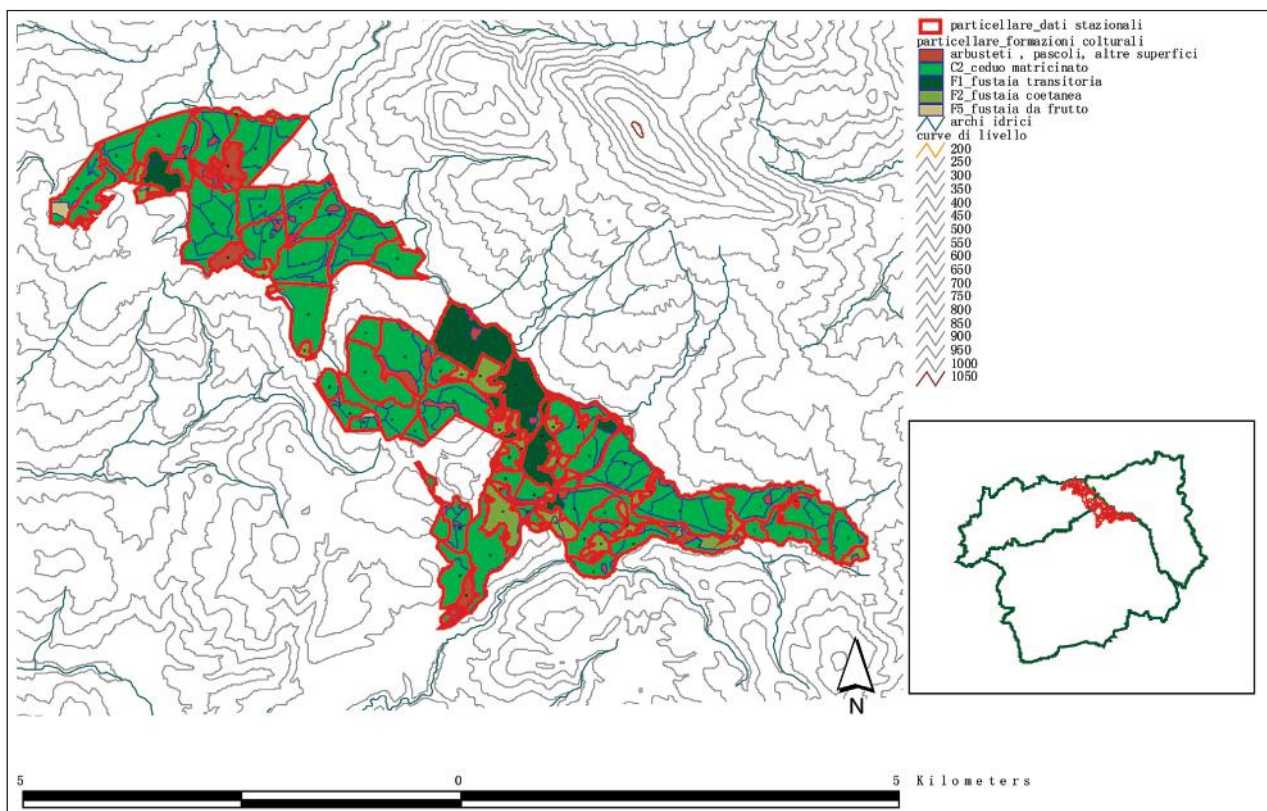 particellare_dati stazionali
particellare_formazioni colturali
arbusteti , pascoli, altre superfici
C2_ceduo matricinato
F1_fustaia transitoria
F2_fustaia coetanea
F5_fustaia da frutto
archi idrici
curve di livello
200
250
300
350
400
450
500
550
600
650
700
750
800
850
900
950
1000
1050
N
5
0
5
Kilometers